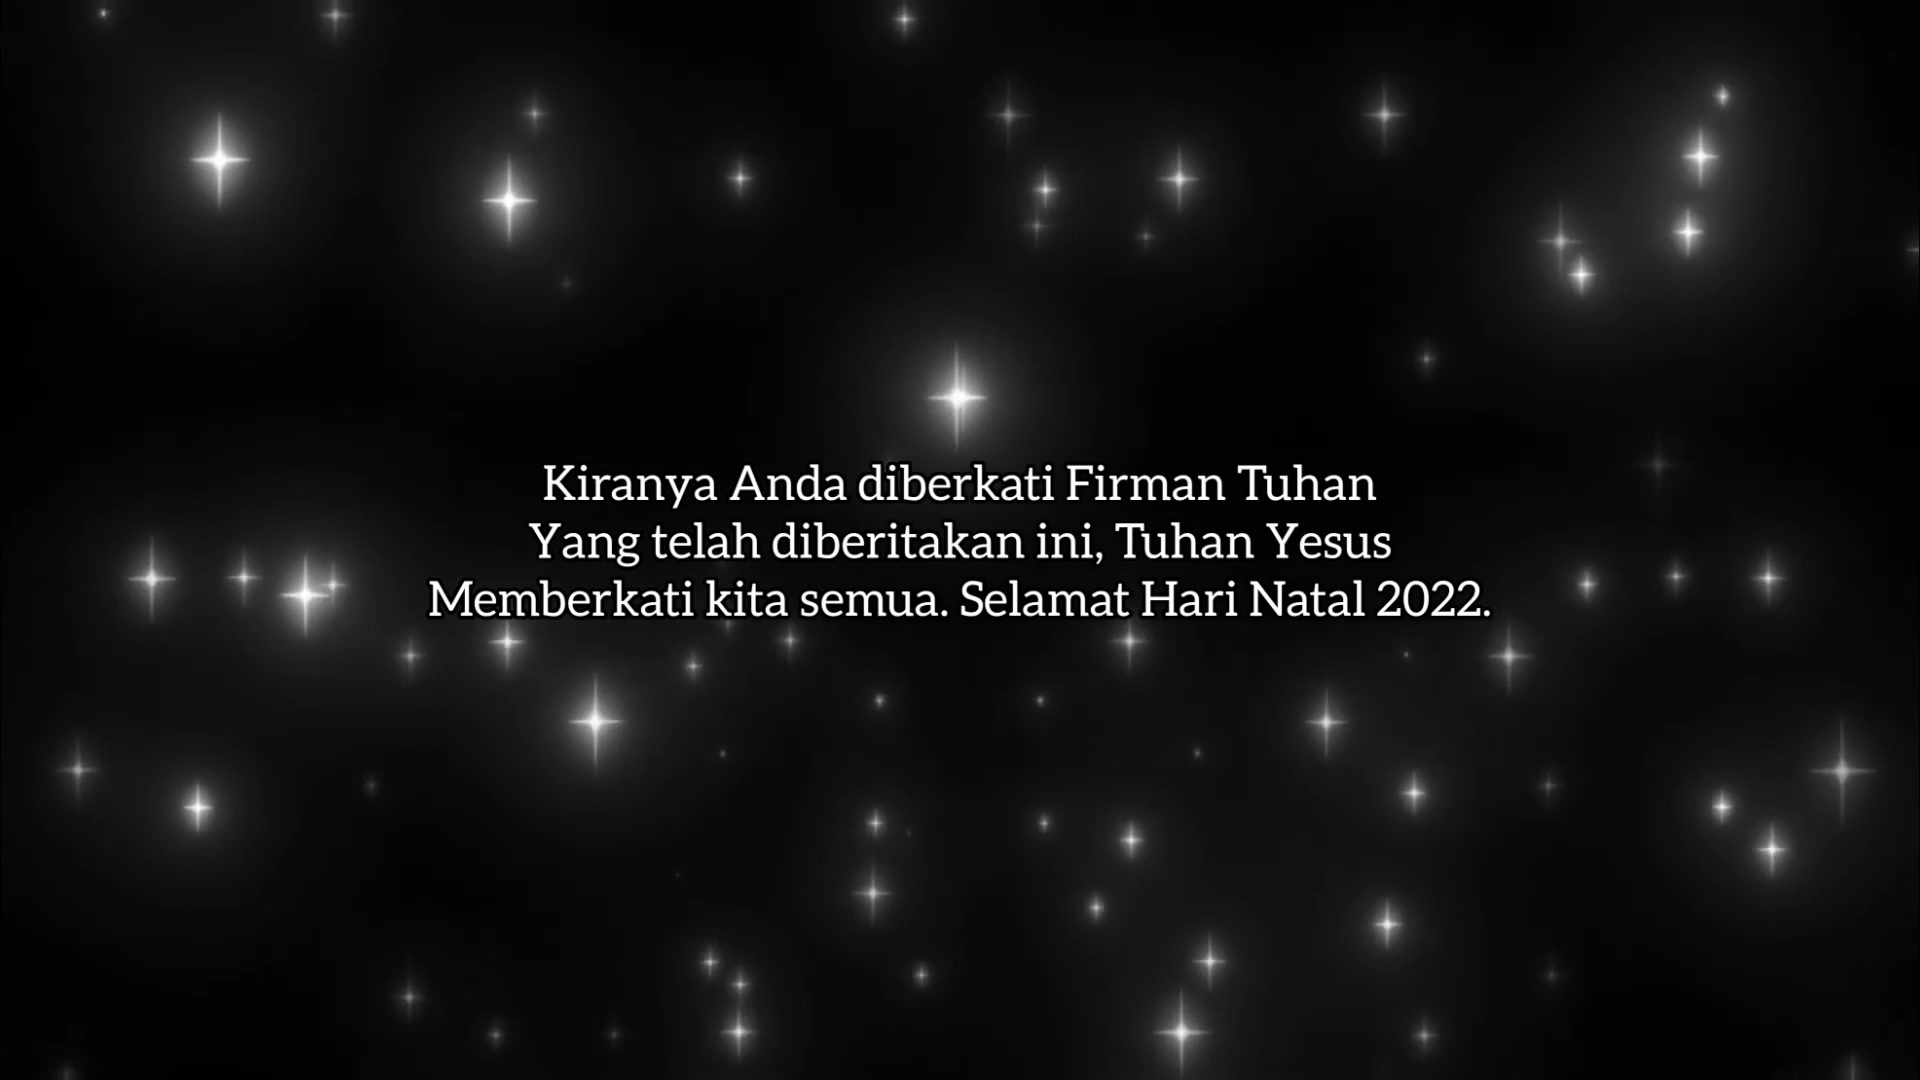 Kiranya Anda diberkati Firman Tuhan
Yang telah diberitakan ini, Tuhan Yesus
Memberkati kita semua. Selamat Hari Natal 2022.